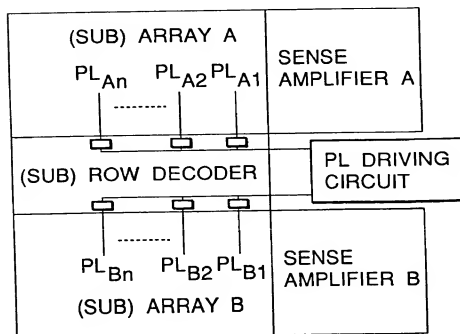 (SUB) ARRAY A
PLAn PLA2 PLA1
SENSE
AMPLIFIER A
(SUB) ROW DECODER
PL DRIVING
CIRCUIT
PLBn PLB2 PLB1
(SUB) ARRAY B
SENSE
AMPLIFIER B